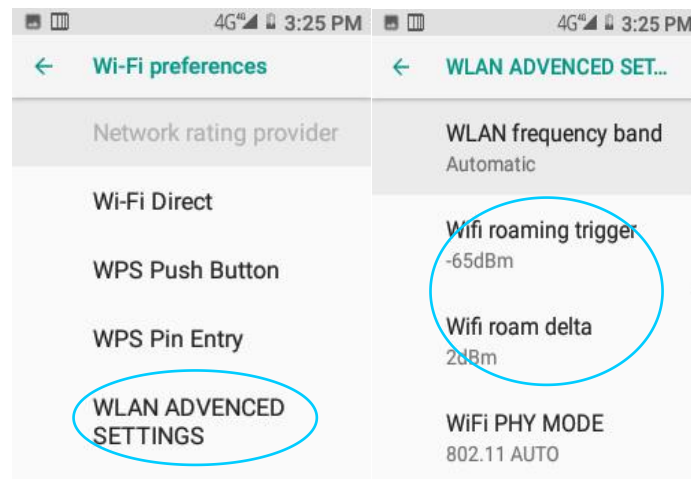 4G 4G 3:25 PM
Wi-Fi preferences
Network rating provider
Wi-Fi Direct
WPS Push Button
WPS Pin Entry
WLAN ADVENCED
SETTINGS
4G 4G 3:25 PM
WLAN ADVENCED SET...
WLAN frequency band
Automatic
Wifi roaming trigger
-65dBm
Wifi roam delta
2dBm
WiFi PHY MODE
802.11 AUTO